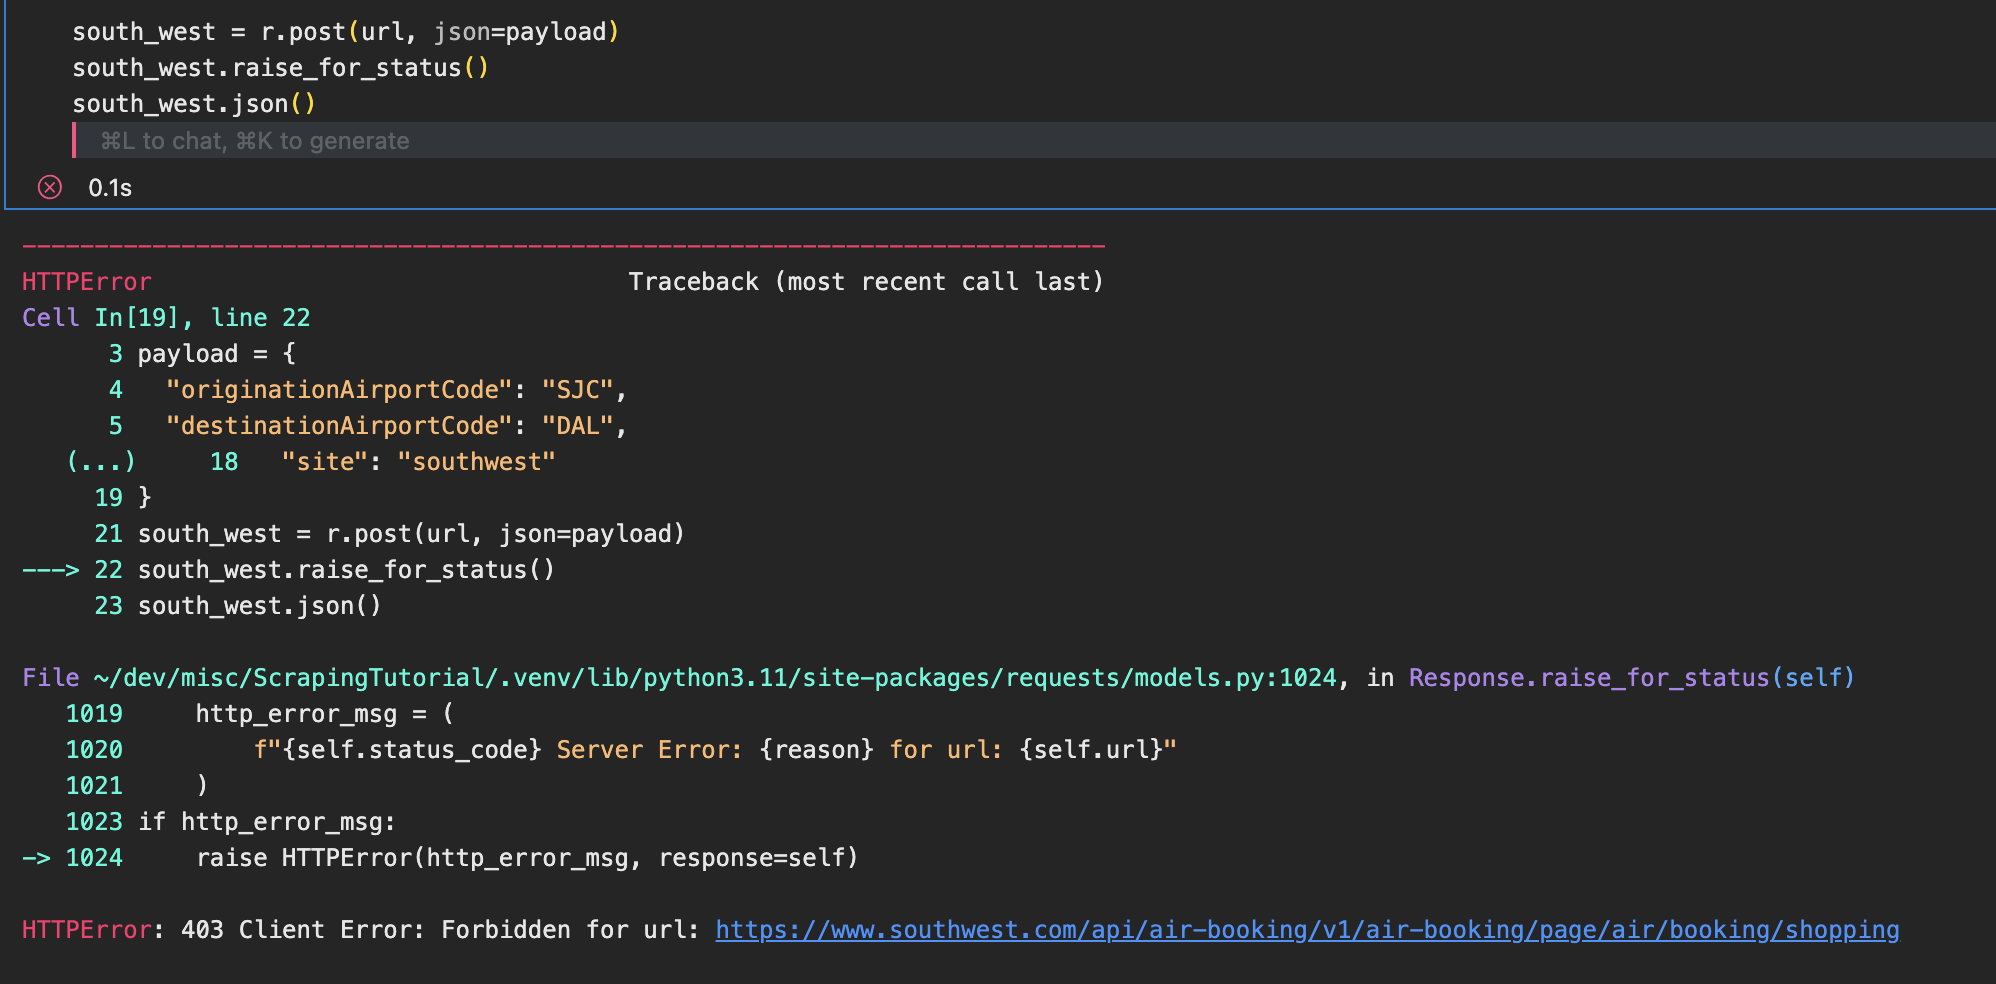 south_west = r.post(url, json=payload)
south_west.raise_for_status()
south_west.json()
⌘L to chat, ⌘K to generate
0.1s
---------------------------------------------------------------------------
HTTPError                                 Traceback (most recent call last)
Cell In[19], line 22
      3 payload = {
      4   "originationAirportCode": "SJC",
      5   "destinationAirportCode": "DAL",
   (...)     18   "site": "southwest"
     19 }
     21 south_west = r.post(url, json=payload)
---> 22 south_west.raise_for_status()
     23 south_west.json()
File ~/dev/misc/ScrapingTutorial/.venv/lib/python3.11/site-packages/requests/models.py:1024, in Response.raise_for_status(self)
   1019     http_error_msg = (
   1020         f"{self.status_code} Server Error: {reason} for url: {self.url}"
   1021     )
   1023 if http_error_msg:
-> 1024     raise HTTPError(http_error_msg, response=self)
HTTPError: 403 Client Error: Forbidden for url: https://www.southwest.com/api/air-booking/v1/air-booking/page/air/booking/shopping